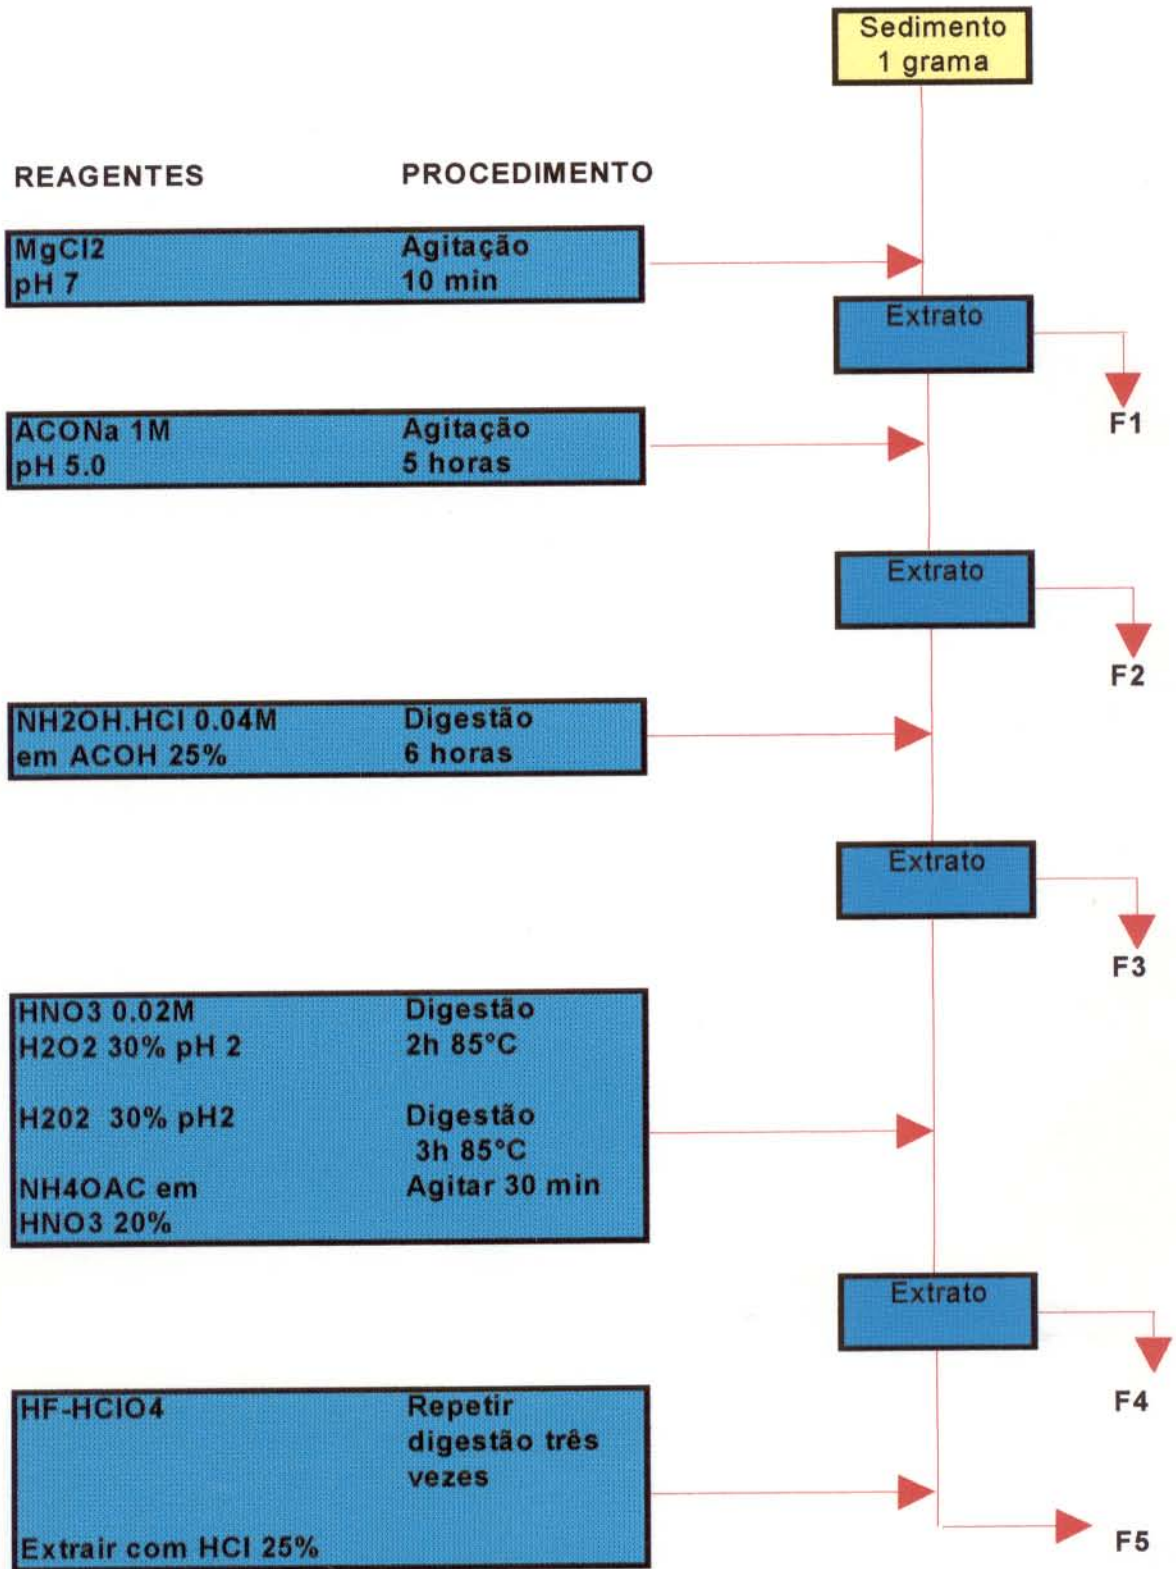 Sedimento
1 grama
REAGENTES PROCEDIMENTO
MgCl2 Agitação
pH 7 10 min
Extrato
F1
ACONa 1M Agitação
pH 5.0 5 horas
Extrato
F2
NH2OH.HCl 0.04M Digestão
em ACOH 25% 6 horas
Extrato
F3
HNO3 0.02M Digestão
H2O2 30% pH 2 2h 85°C
H202 30% pH2 Digestão
3h 85°C
NH4OAC em Agitar 30 min
HNO3 20%
Extrato
F4
HF-HClO4 Repetir
digestão três
vezes
Extrair com HCl 25%
F5